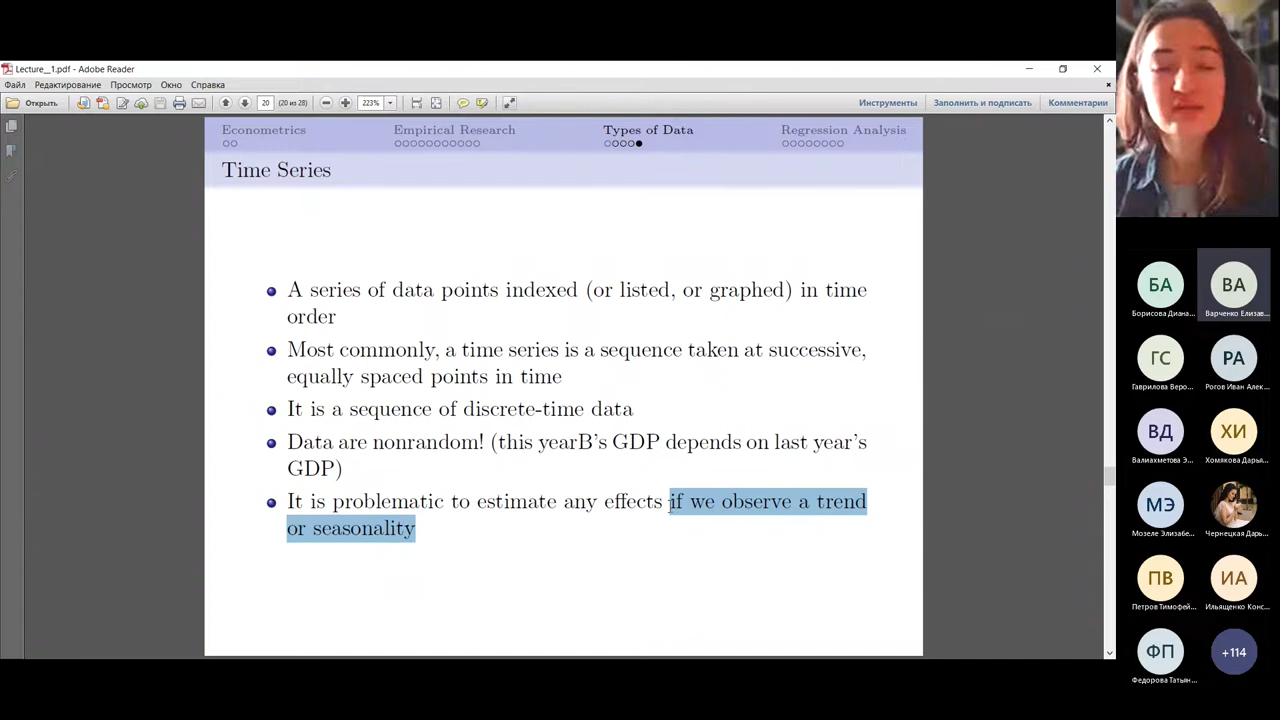 Lecture__1.pdf - Adobe Reader
Файл Редактирование Просмотр Окно Справка
Открыть 20 (20 из 28) 223% Инструменты Заполнить и подписать Комментарии
Econometrics Empirical Research Types of Data Regression Analysis
Time Series
A series of data points indexed (or listed, or graphed) in time
order
Most commonly, a time series is a sequence taken at successive,
equally spaced points in time
It is a sequence of discrete-time data
Data are nonrandom! (this yearВ's GDP depends on last year's
GDP)
It is problematic to estimate any effects if we observe a trend
or seasonality
БА ВА
Борисова Диана... Варченко Елизав...
ГС РА
Гаврилова Веро... Рогов Иван Алек...
ВД ХИ
Валиахметова Э... Хомякова Дарья...
МЭ
Мозеле Элизабе... Чернецкая Дарь...
ПВ ИА
Петров Тимофей... Ильященко Конс...
ФП +114
Федорова Татьян...